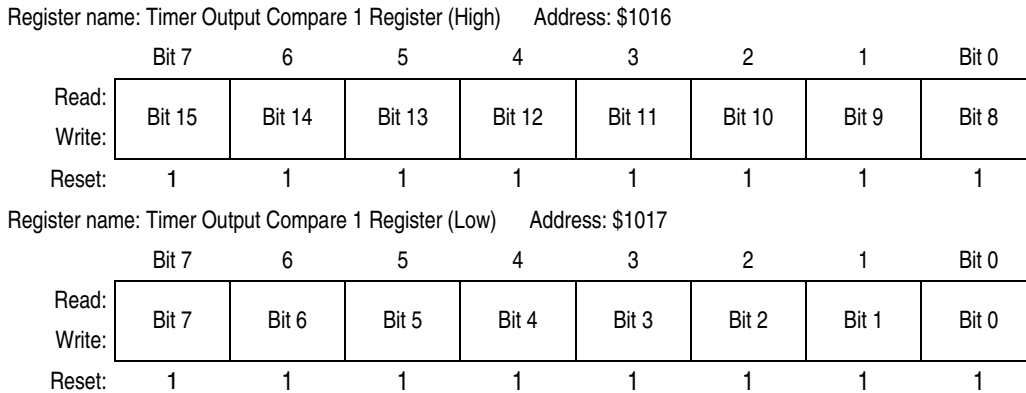 Register name: Timer Output Compare 1 Register (High) Address: $1016
Bit 7 6 5 4 3 2 1 Bit 0
Read:
Bit 15 Bit 14 Bit 13 Bit 12 Bit 11 Bit 10 Bit 9 Bit 8
Write:
Reset: 1 1 1 1 1 1 1 1
Register name: Timer Output Compare 1 Register (Low) Address: $1017
Bit 7 6 5 4 3 2 1 Bit 0
Read:
Bit 7 Bit 6 Bit 5 Bit 4 Bit 3 Bit 2 Bit 1 Bit 0
Write:
Reset: 1 1 1 1 1 1 1 1